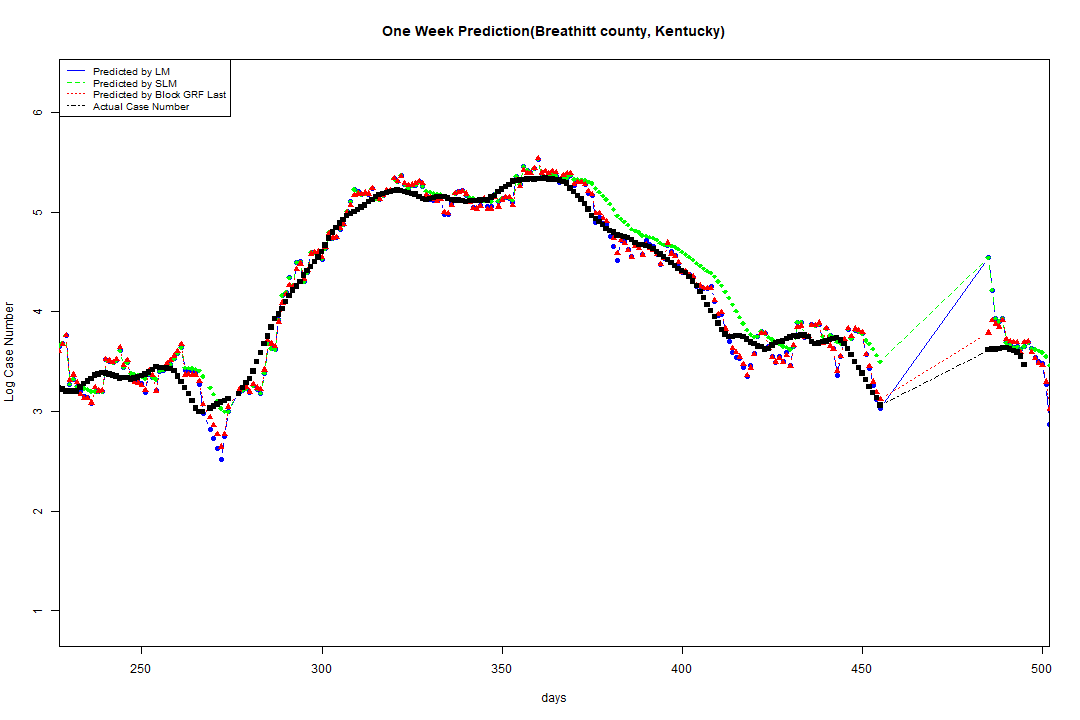 One Week Prediction(Breathitt county, Kentucky)
Predicted by LM
Predicted by SLM
Predicted by Block GRF Last
Actual Case Number
6
5
4
3
2
1
Log Case Number
250
300
350
400
450
500
days